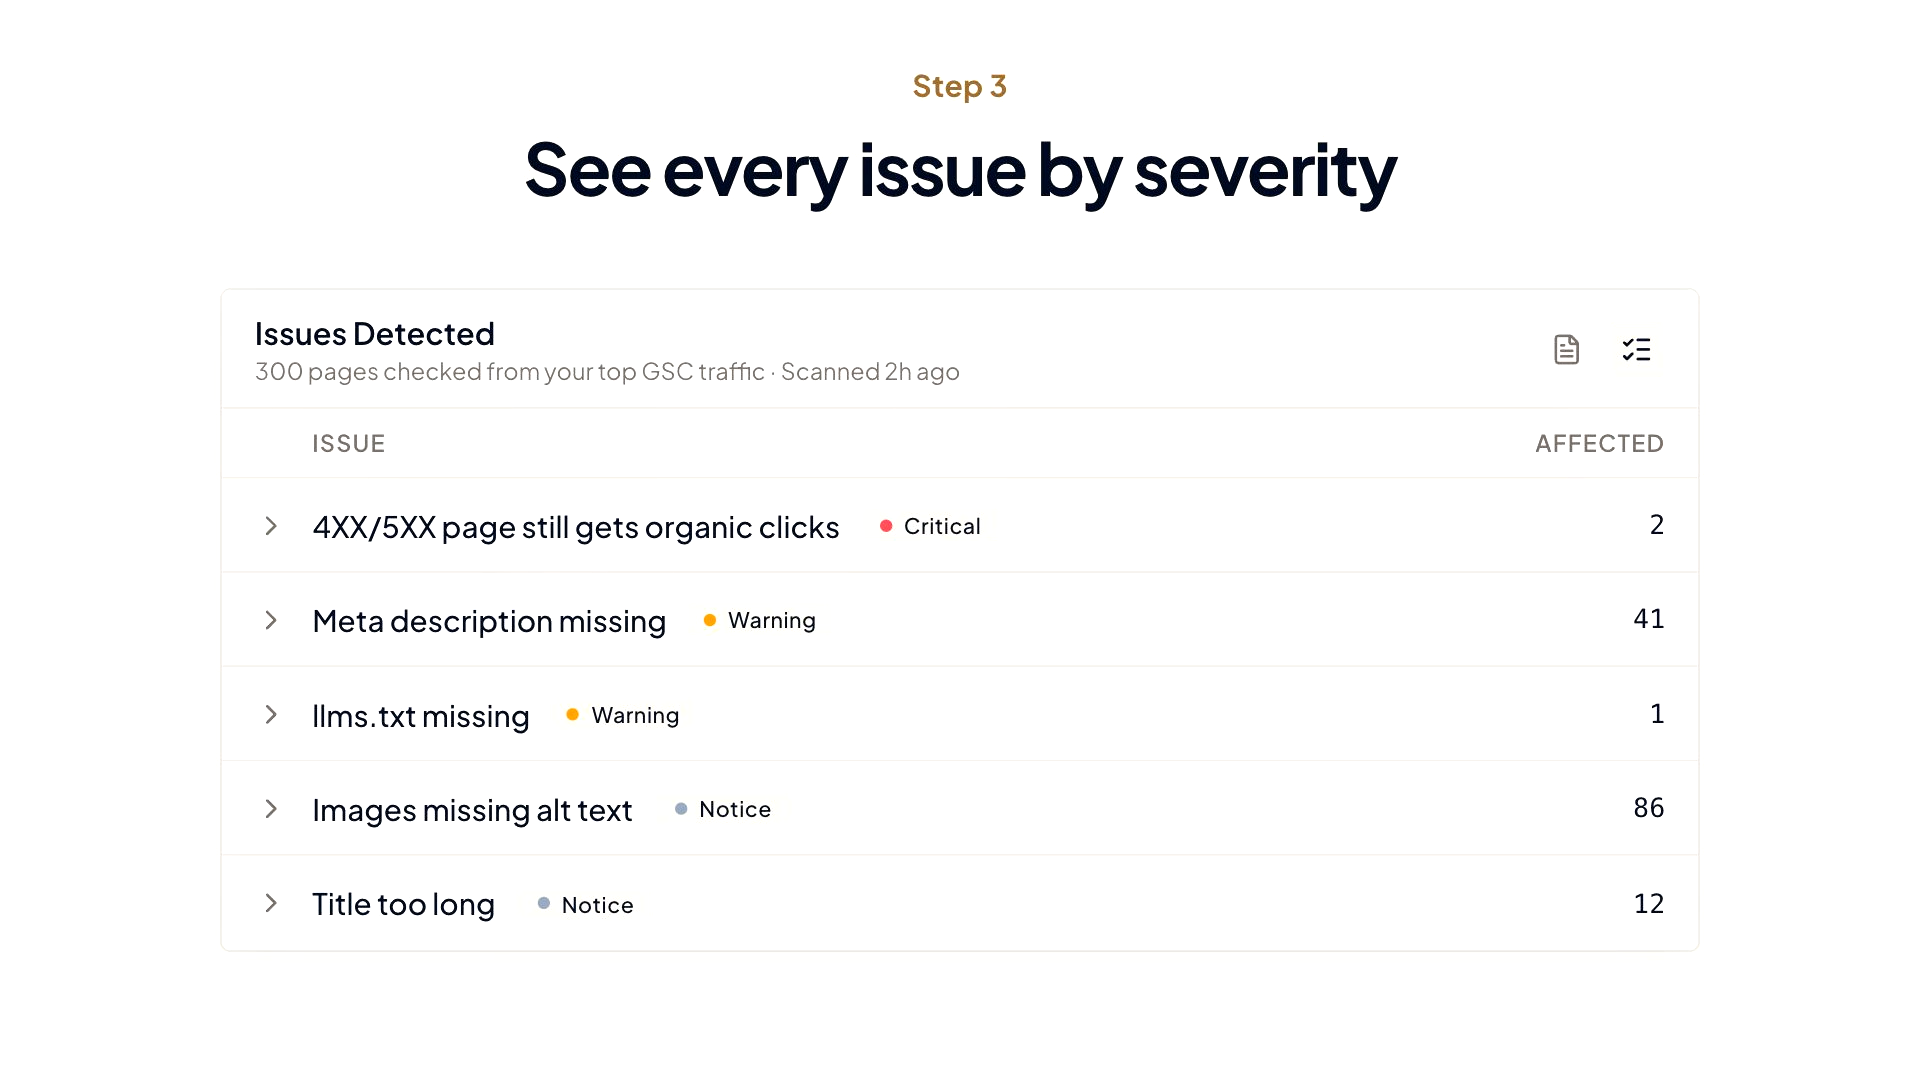 Step 3
See every issue by severity
Issues Detected
300 pages checked from your top GSC traffic · Scanned 2h ago
ISSUE AFFECTED
4XX/5XX page still gets organic clicks Critical 2
Meta description missing Warning 41
llms.txt missing Warning 1
Images missing alt text Notice 86
Title too long Notice 12